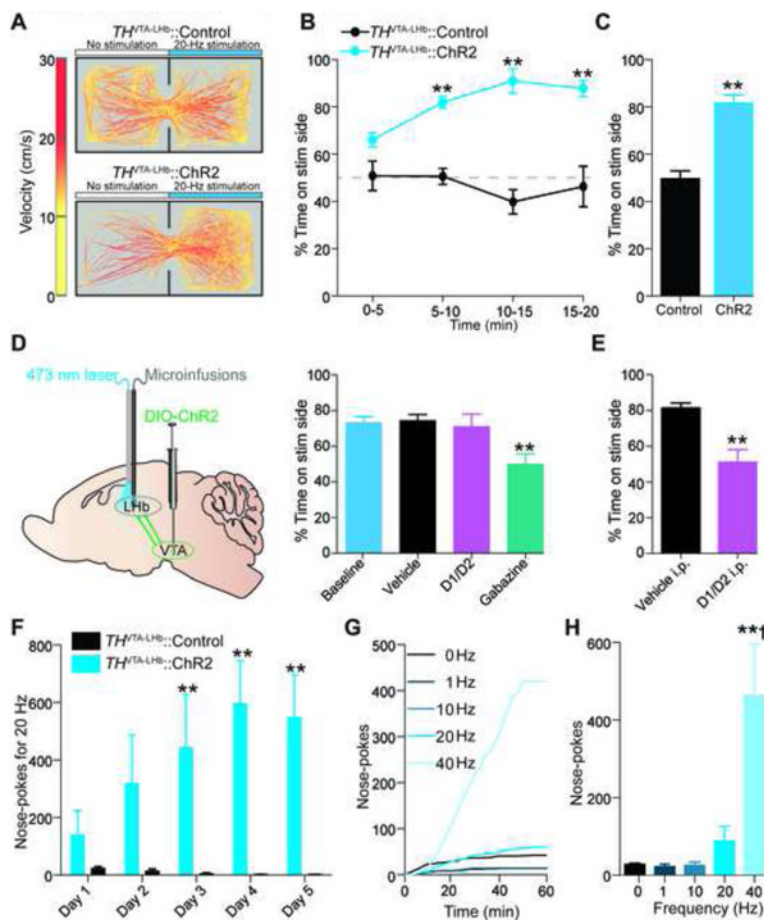 A
TH^VTA-LHb::Control
No stimulation 20-Hz stimulation
TH^VTA-LHb::ChR2
No stimulation 20-Hz stimulation
Velocity (cm/s)
30
20
10
0
B
TH^VTA-LHb::Control
TH^VTA-LHb::ChR2
% Time on stim side
100
80
60
40
20
0
** ** **
0-5 5-10 10-15 15-20
Time (min)
C
% Time on stim side
100
80
60
40
20
0
**
Control ChR2
D
473 nm laser
Microinfusions
DIO-ChR2
LHb
VTA
% Time on stim side
100
80
60
40
20
0
**
Baseline Vehicle D1/D2 Gabazine
E
% Time on stim side
100
80
60
40
20
0
**
Vehicle i.p. D1/D2 i.p.
F
TH^VTA-LHb::Control
TH^VTA-LHb::ChR2
Nose-pokes for 20 Hz
800
600
400
200
0
** ** **
Day 1 Day 2 Day 3 Day 4 Day 5
G
Nose-pokes
500
400
300
200
100
50
0
0 Hz
1 Hz
10 Hz
20 Hz
40 Hz
20 40 60
Time (min)
H
Nose-pokes
600
400
200
0
**†
0 1 10 20 40
Frequency (Hz)